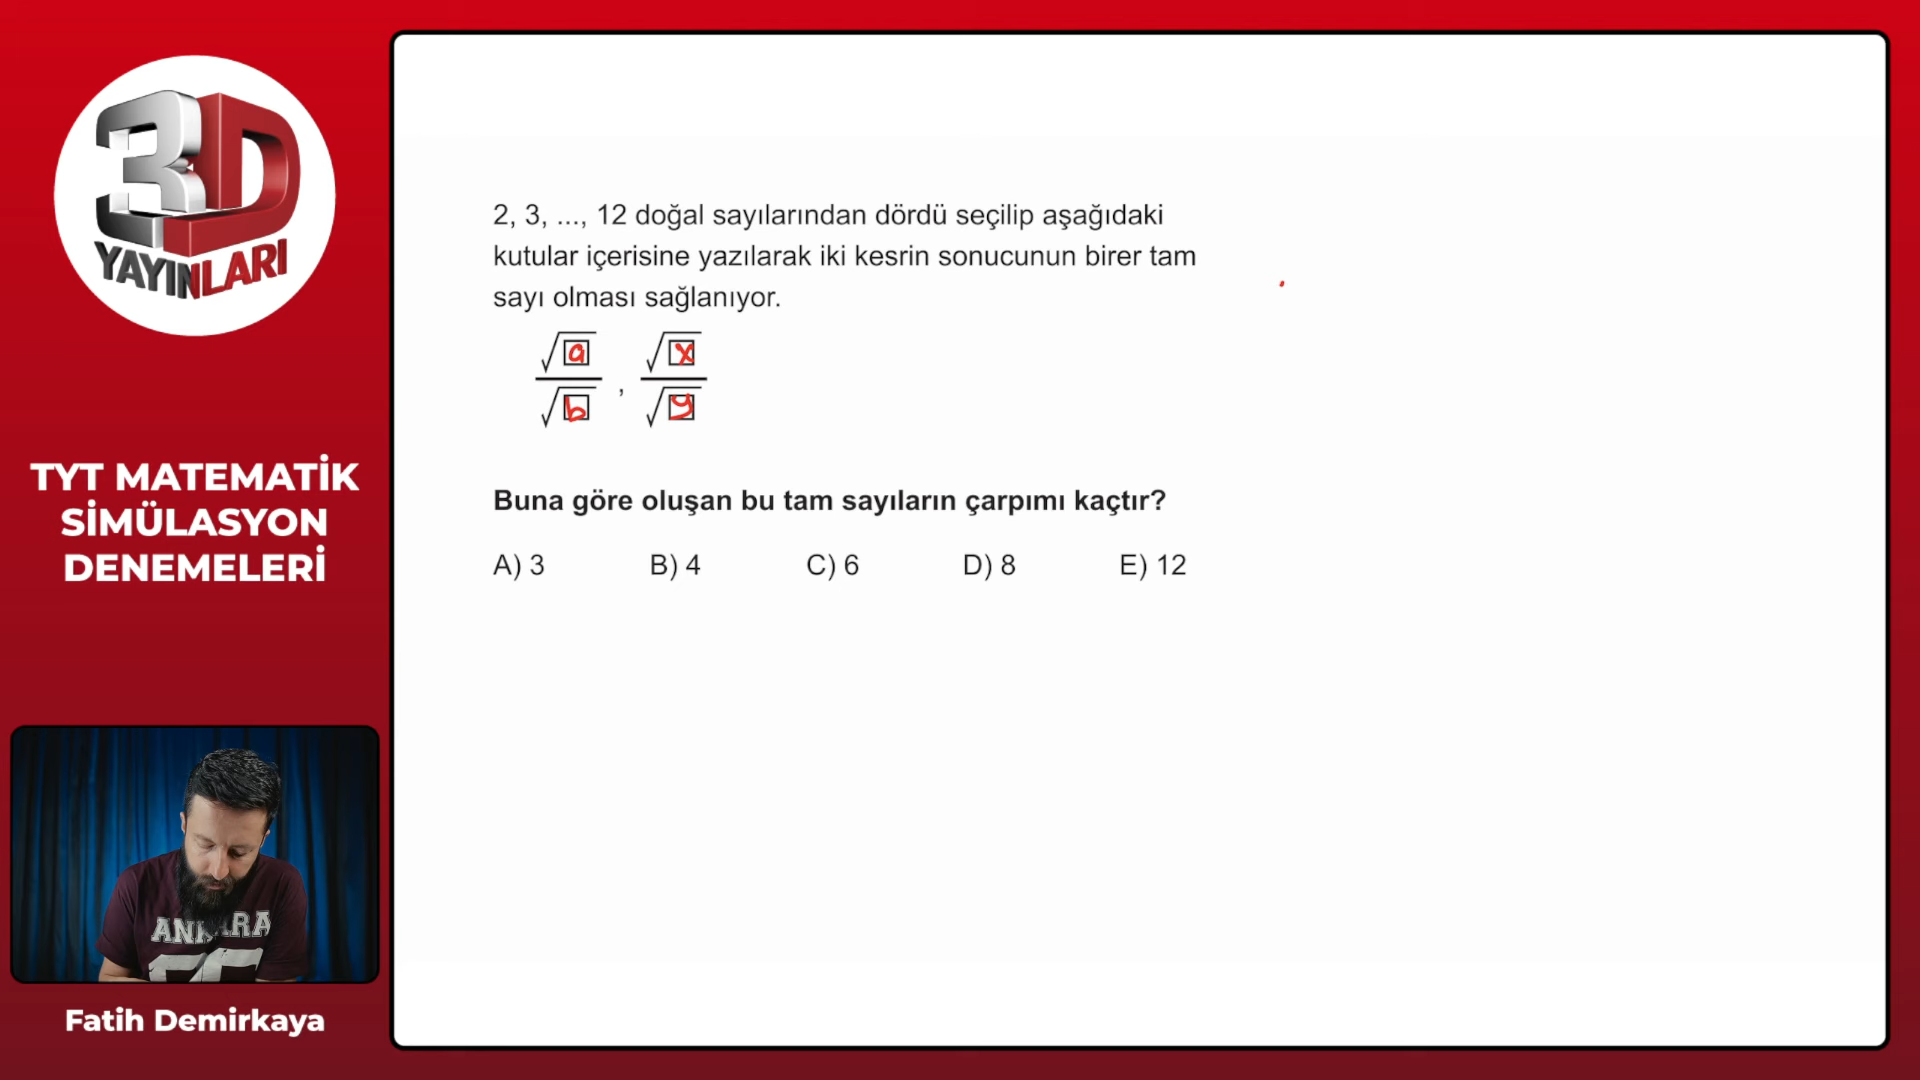 3D
YAYINLARI
TYT MATEMATİK
SİMÜLASYON
DENEMELERİ
ANKARA
Fatih Demirkaya
2, 3, ..., 12 doğal sayılarından dördü seçilip aşağıdaki
kutular içerisine yazılarak iki kesrin sonucunun birer tam
sayı olması sağlanıyor.
√a / √b , √x / √y
Buna göre oluşan bu tam sayıların çarpımı kaçtır?
A) 3 B) 4 C) 6 D) 8 E) 12